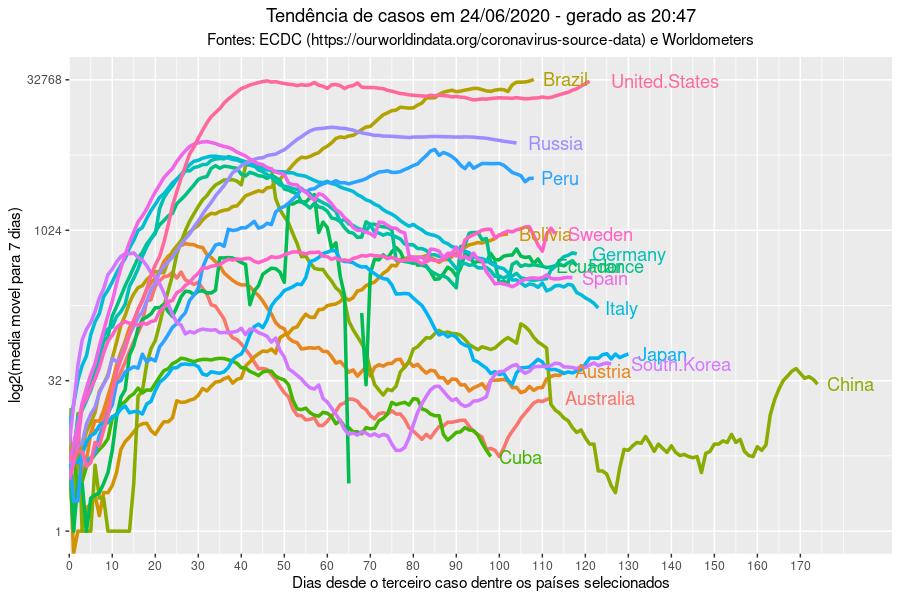 Tendência de casos em 24/06/2020 - gerado as 20:47
Fontes: ECDC (https://ourworldindata.org/coronavirus-source-data) e Worldometers
log2(media movel para 7 dias)
32768
1024
32
1
Brazil
United.States
Russia
Peru
Bolivia
Sweden
Germany
Ecuador
France
Spain
Italy
Japan
South.Korea
Austria
China
Australia
Cuba
0 10 20 30 40 50 60 70 80 90 100 110 120 130 140 150 160 170
Dias desde o terceiro caso dentre os países selecionados